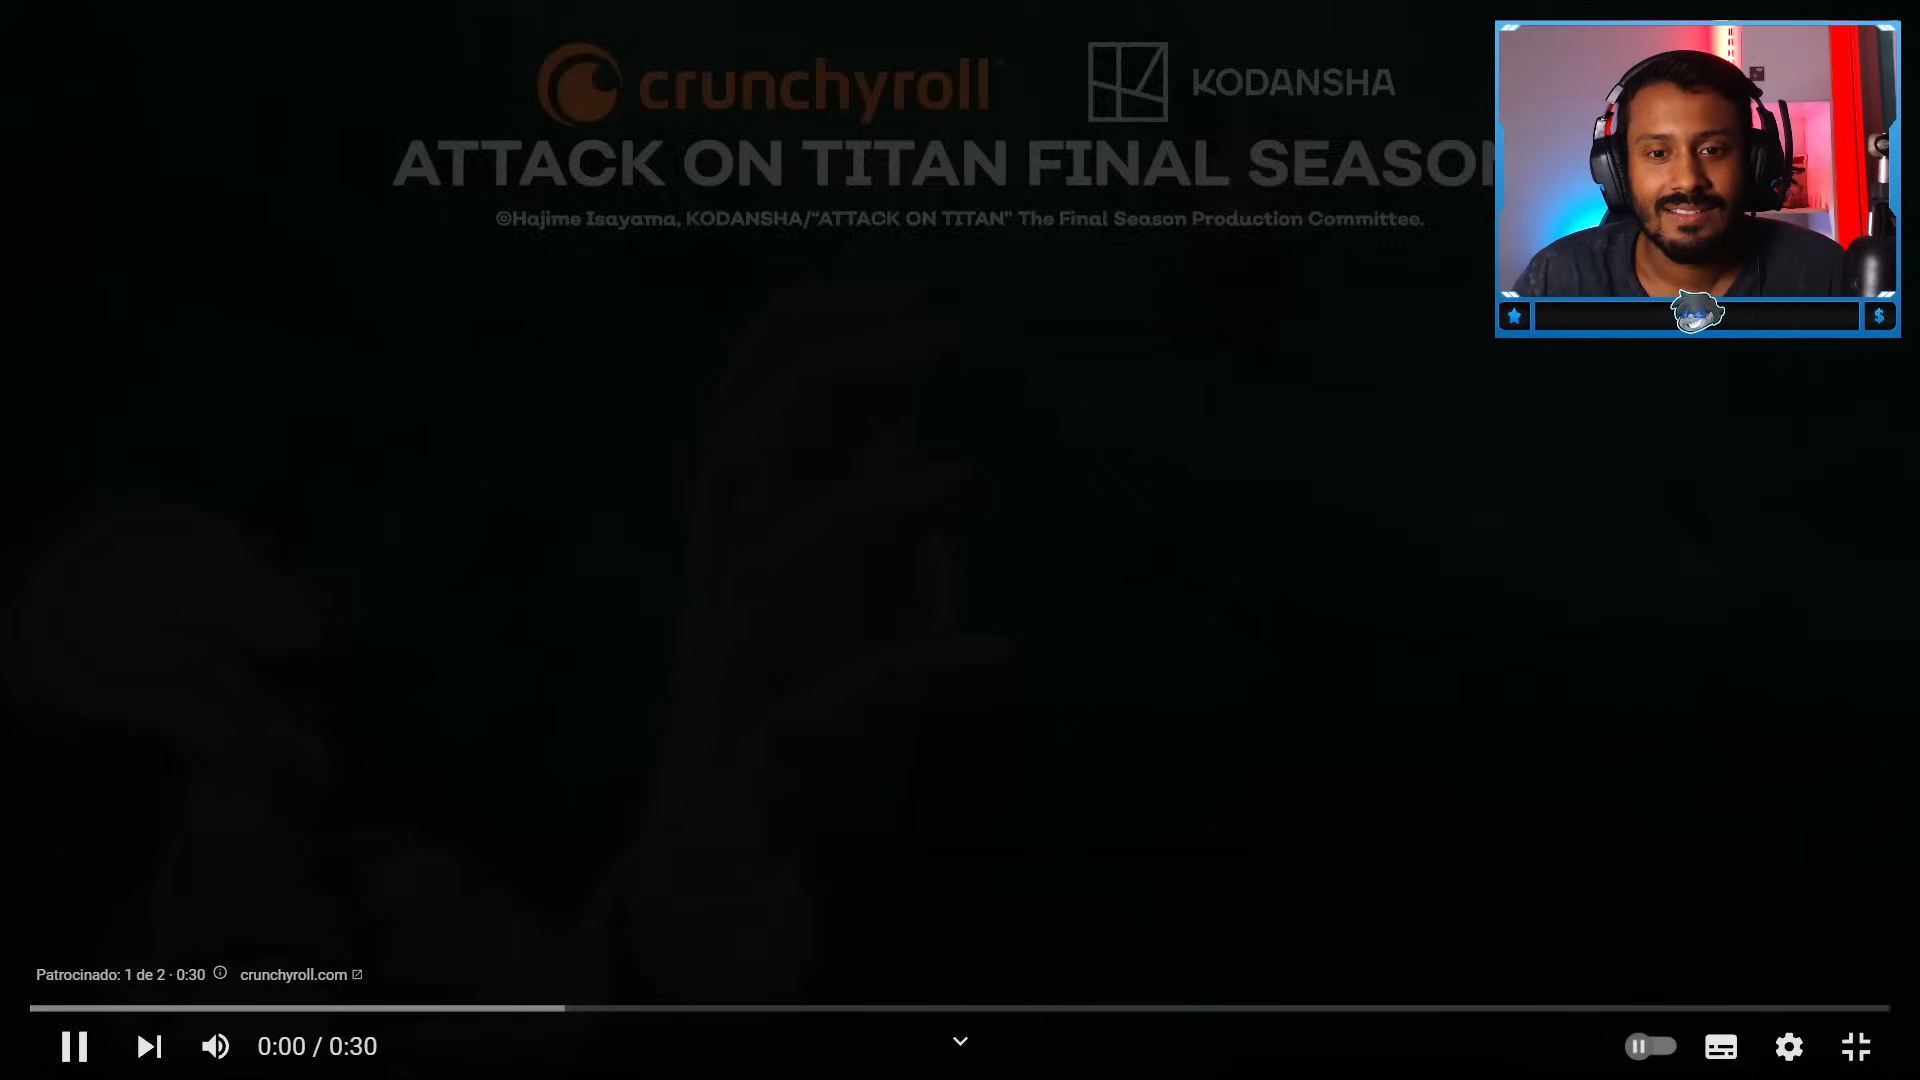 crunchyroll
KODANSHA
ATTACK ON TITAN FINAL SEASON
©Hajime Isayama, KODANSHA/“ATTACK ON TITAN” The Final Season Production Committee.
$
Patrocinado: 1 de 2 · 0:30 crunchyroll.com
0:00 / 0:30